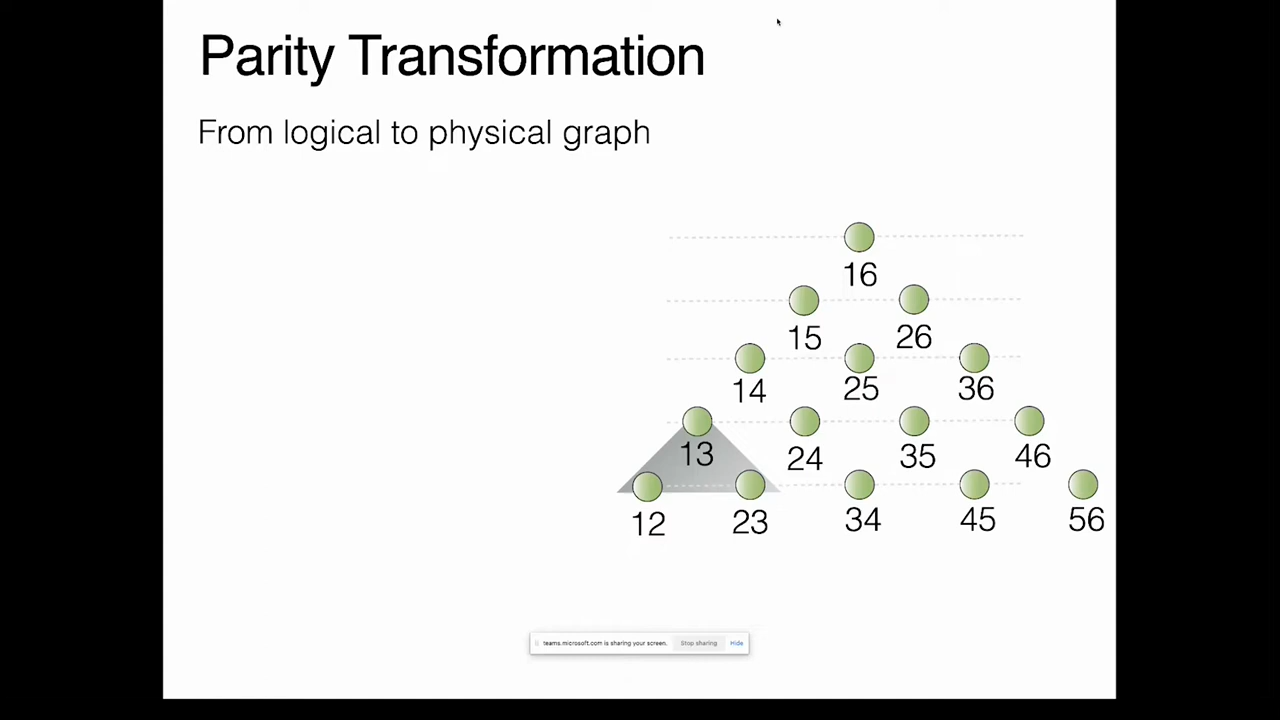 Parity Transformation
From logical to physical graph
16
15 26
14 25 36
13 24 35 46
12 23 34 45 56
teams.microsoft.com is sharing your screen. Stop sharing Hide